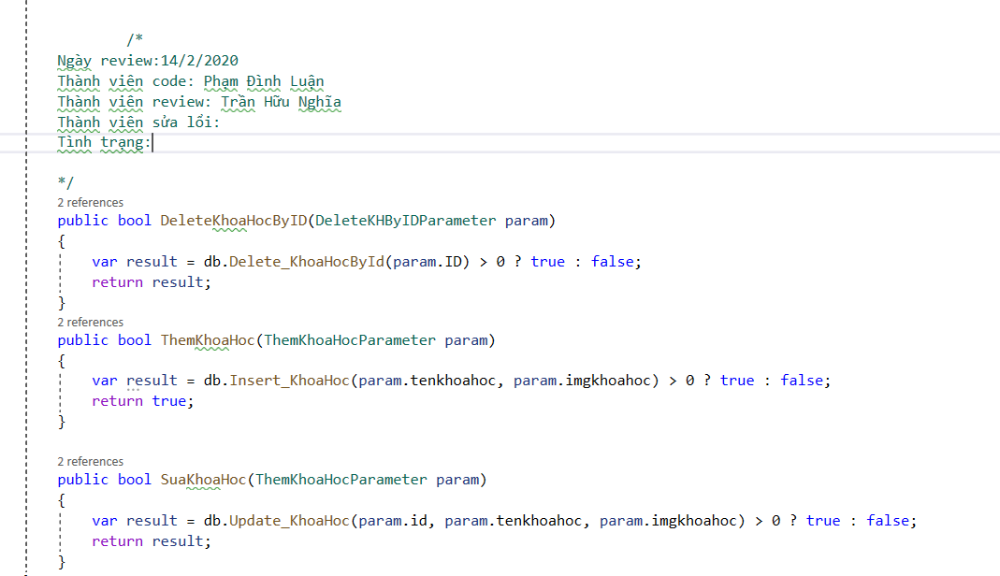 /*
Ngày review:14/2/2020
Thành viên code: Phạm Đình Luận
Thành viên review: Trần Hữu Nghĩa
Thành viên sửa lồi:
Tình trạng:
*/
2 references
public bool DeleteKhoaHocByID(DeleteKHByIDParameter param)
{
var result = db.Delete_KhoaHocById(param.ID) > 0 ? true : false;
return result;
}
2 references
public bool ThemKhoaHoc(ThemKhoaHocParameter param)
{
var result = db.Insert_KhoaHoc(param.tenkhoahoc, param.imgkhoahoc) > 0 ? true : false;
return true;
}
2 references
public bool SuaKhoaHoc(ThemKhoaHocParameter param)
{
var result = db.Update_KhoaHoc(param.id, param.tenkhoahoc, param.imgkhoahoc) > 0 ? true : false;
return result;
}